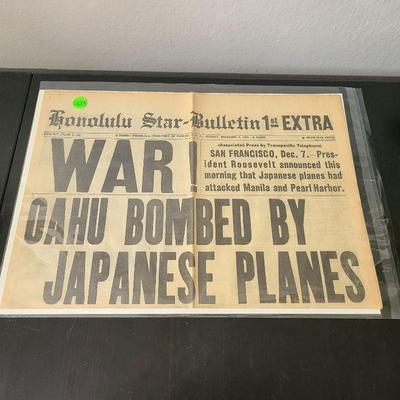 Honolulu Star-Bulletin 1st EXTRA
WAR!
(Associated Press by Transpacific Telephone)
SAN FRANCISCO, Dec. 7.—Pres-
ident Roosevelt announced this
morning that Japanese planes had
attacked Manila and Pearl Harbor.
OAHU BOMBED BY
JAPANESE PLANES